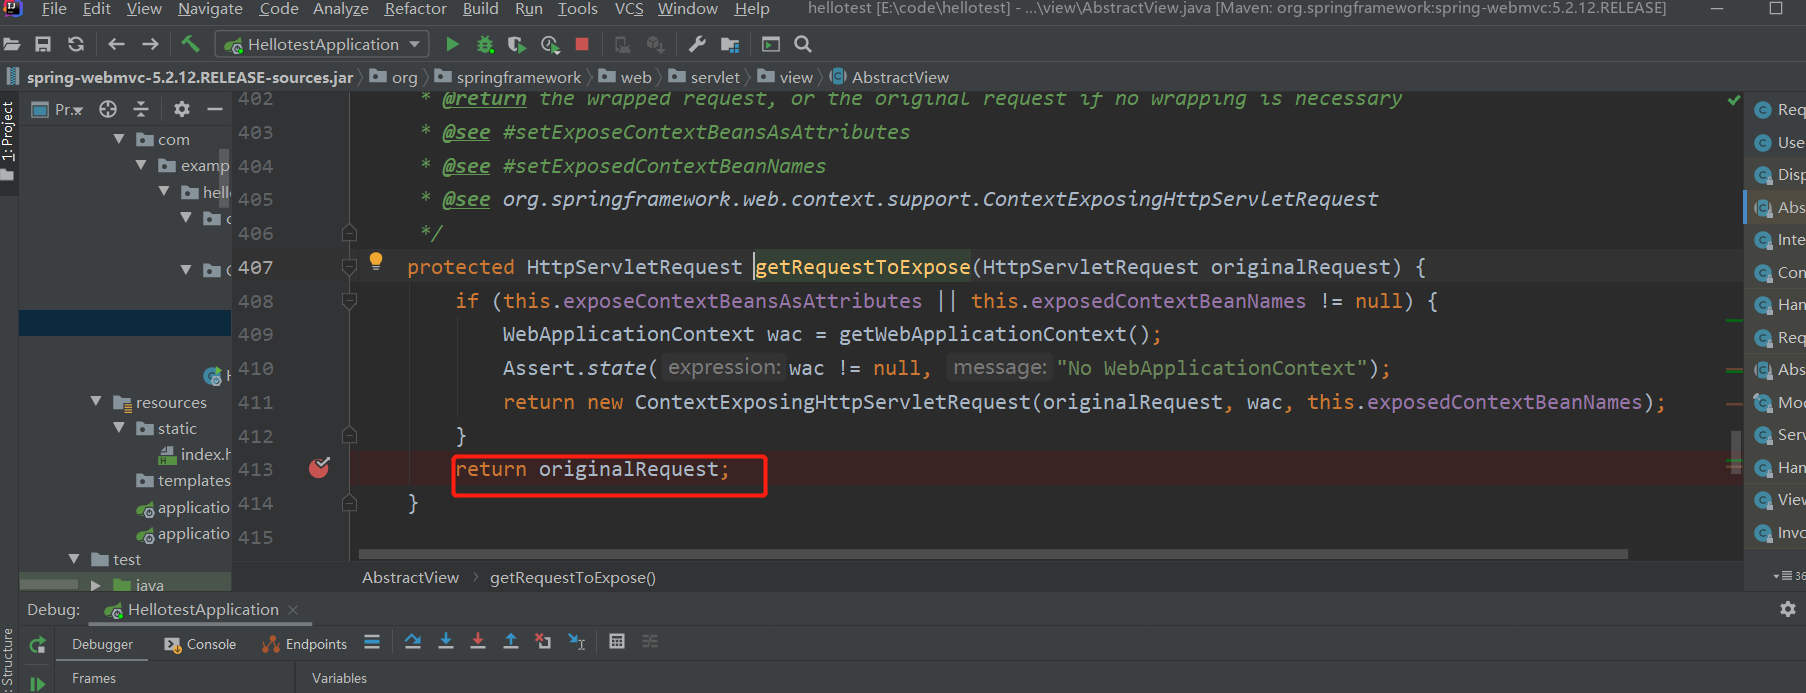 File Edit View Navigate Code Analyze Refactor Build Run Tools VCS Window Help hellotest [E:\code\hellotest] - ...\view\AbstractView.java [Maven: org.springframework:spring-webmvc:5.2.12.RELEASE]
HellotestApplication
spring-webmvc-5.2.12.RELEASE-sources.jar org springframework web servlet view AbstractView
1: Project
Pr...
com
examp
hell
resources
static
index.h
templates
applicatio
applicatio
test
java
402 * @return the wrapped request, or the original request if no wrapping is necessary
403 * @see #setExposeContextBeansAsAttributes
404 * @see #setExposedContextBeanNames
405 * @see org.springframework.web.context.support.ContextExposingHttpServletRequest
406 */
407 protected HttpServletRequest getRequestToExpose(HttpServletRequest originalRequest) {
408 if (this.exposeContextBeansAsAttributes || this.exposedContextBeanNames != null) {
409 WebApplicationContext wac = getWebApplicationContext();
410 Assert.state( expression: wac != null, message: "No WebApplicationContext");
411 return new ContextExposingHttpServletRequest(originalRequest, wac, this.exposedContextBeanNames);
412 }
413 return originalRequest;
414 }
415
Req
Use
Disp
Abs
Inte
Con
Han
Req
Abs
Mod
Serv
Han
View
Invo
36
AbstractView getRequestToExpose()
Debug: HellotestApplication
Debugger Console Endpoints
Frames Variables
Structure